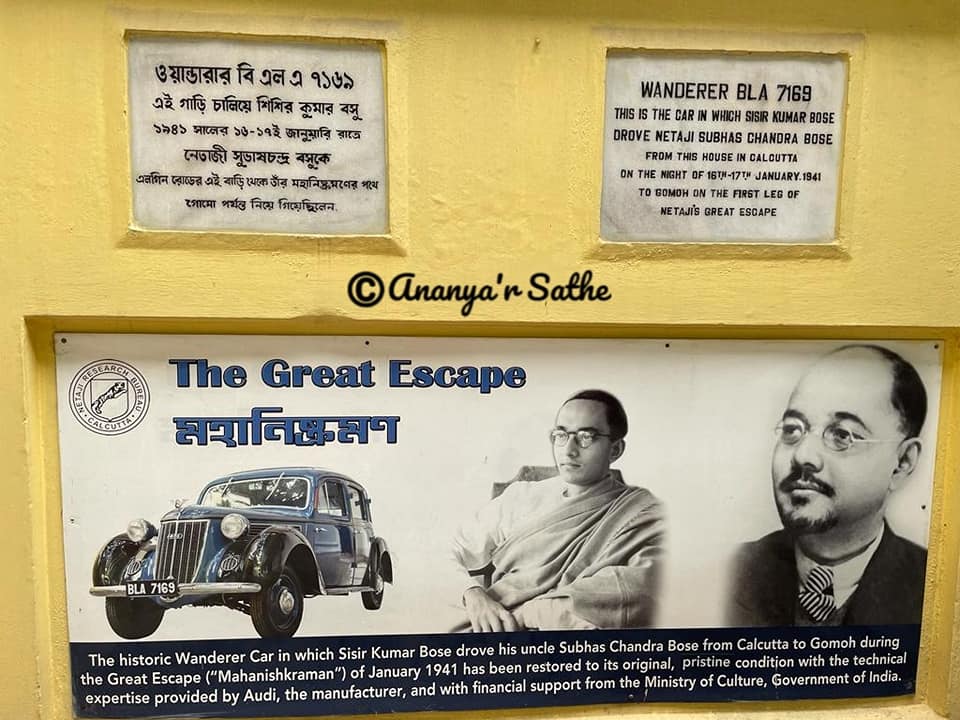 ওয়ান্ডারার বি এল এ ৭১৬৯
এই গাড়ি চালিয়ে শিশির কুমার বসু
১৯৪১ সালের ১৬-১৭ই জানুয়ারি রাত্রে
নেতাজী সুভাষচন্দ্র বসুকে
এলগিন রোডের এই বাড়ি থেকে তাঁর মহানিষ্ক্রমণের পথে
গোমো পর্যন্ত নিয়ে গিয়েছিলেন.
WANDERER BLA 7169
THIS IS THE CAR IN WHICH SISIR KUMAR BOSE
DROVE NETAJI SUBHAS CHANDRA BOSE
FROM THIS HOUSE IN CALCUTTA
ON THE NIGHT OF 16TH-17TH JANUARY.1941
TO GOMOH ON THE FIRST LEG OF
NETAJI'S GREAT ESCAPE
©Ananya'r Sathe
NETAJI RESEARCH BUREAU
CALCUTTA
The Great Escape
মহানিষ্ক্রমণ
BLA 7169
The historic Wanderer Car in which Sisir Kumar Bose drove his uncle Subhas Chandra Bose from Calcutta to Gomoh during
the Great Escape ("Mahanishkraman") of January 1941 has been restored to its original, pristine condition with the technical
expertise provided by Audi, the manufacturer, and with financial support from the Ministry of Culture, Government of India.